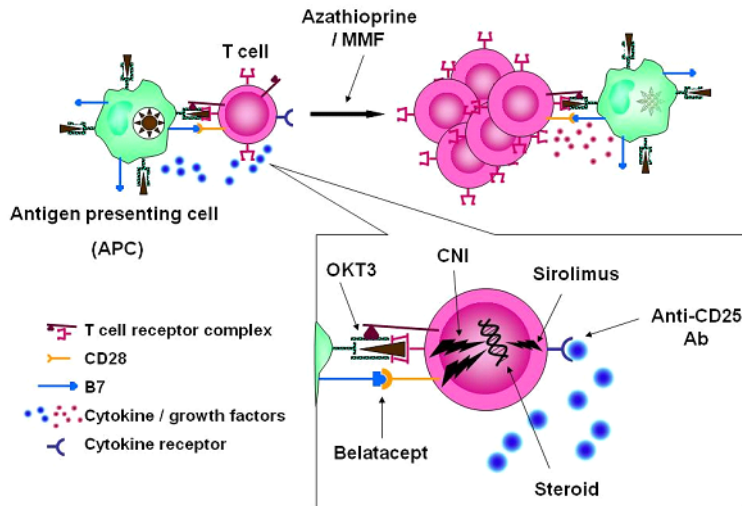 Azathioprine
/ MMF
T cell
Antigen presenting cell
(APC)
CNI
OKT3
Sirolimus
Anti-CD25
Ab
T cell receptor complex
CD28
B7
Cytokine / growth factors
Cytokine receptor
Belatacept
Steroid